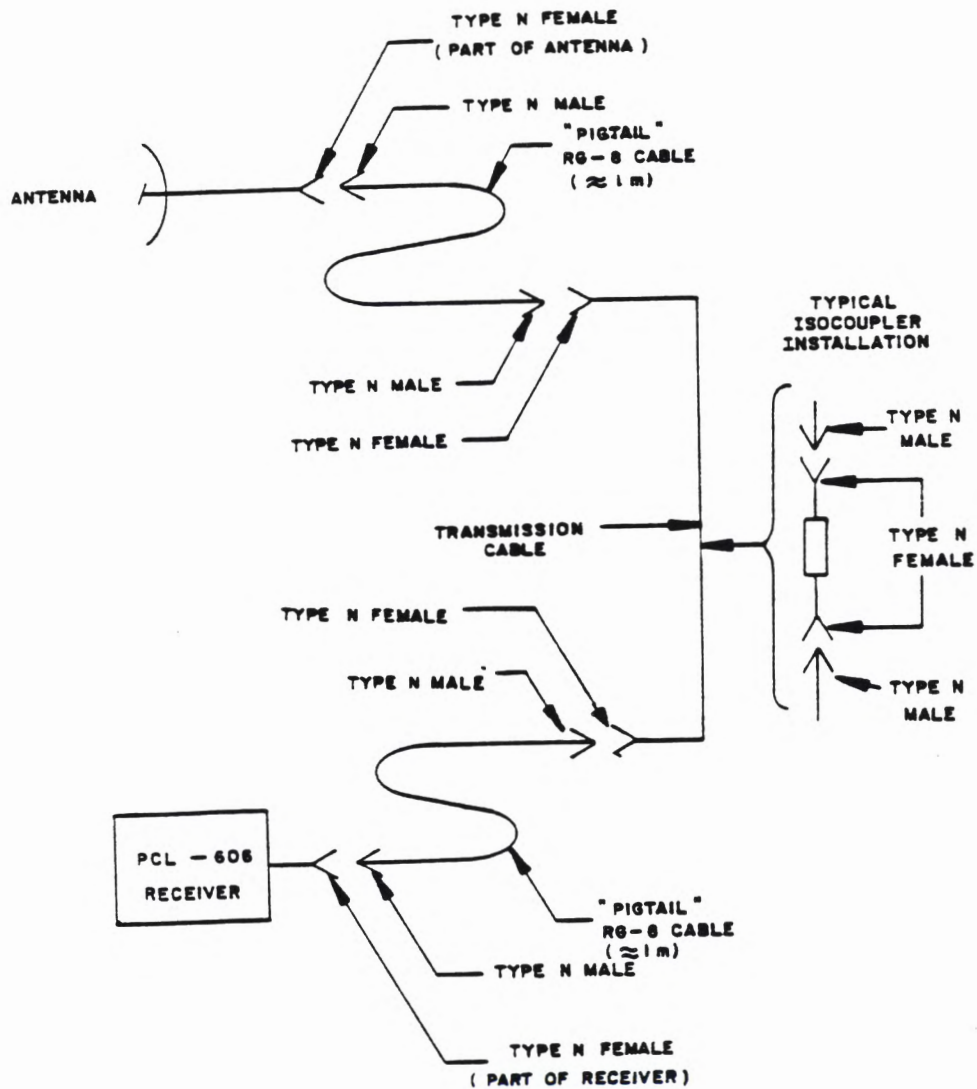 TYPE N FEMALE
( PART OF ANTENNA )
TYPE N MALE
"PIGTAIL"
RG-8 CABLE
( ≈ 1 m )
ANTENNA
TYPICAL
ISOCOUPLER
INSTALLATION
TYPE N MALE
TYPE N FEMALE
TYPE N
MALE
TRANSMISSION
CABLE
TYPE N
FEMALE
TYPE N FEMALE
TYPE N MALE
TYPE N
MALE
PCL - 606
RECEIVER
"PIGTAIL"
RG-8 CABLE
( ≈ 1 m )
TYPE N MALE
TYPE N FEMALE
( PART OF RECEIVER )